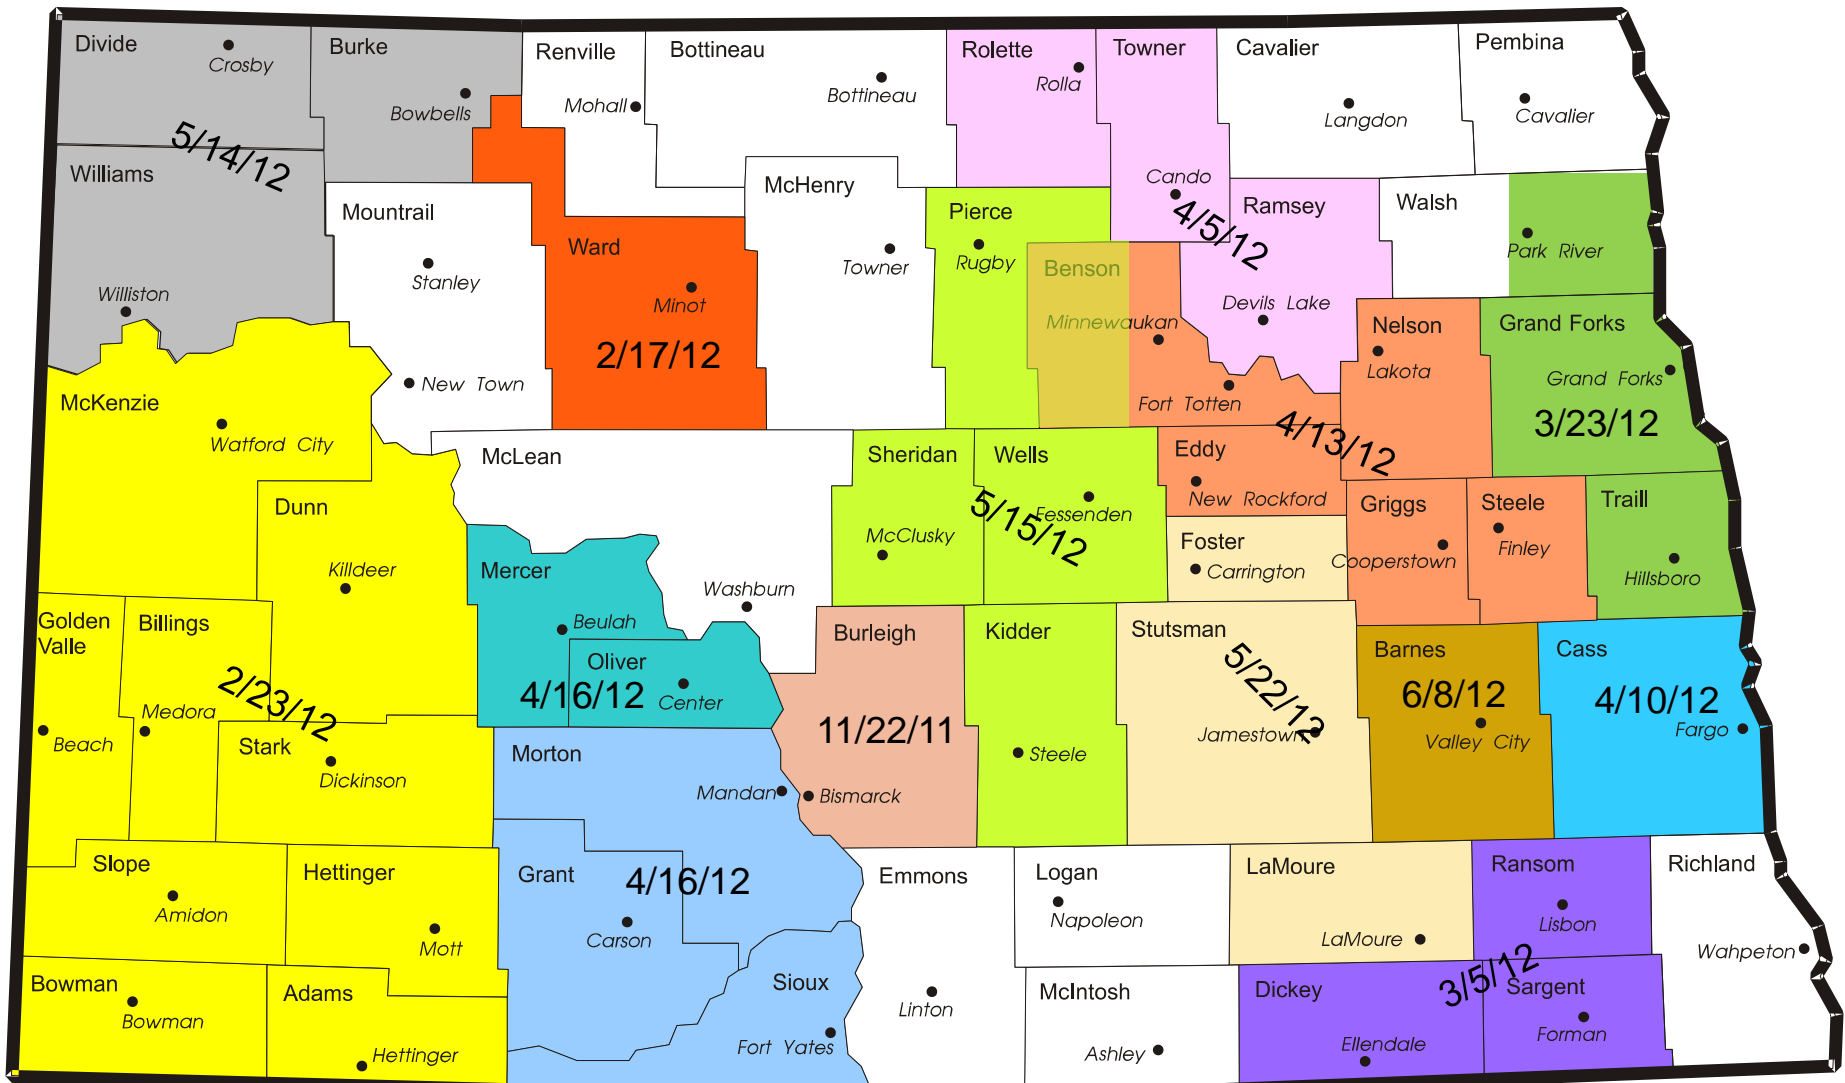 Divide
Crosby
Burke
Bowbells
Renville
Mohall
Bottineau
Bottineau
Rolette
Rolla
Towner
Cando
Cavalier
Langdon
Pembina
Cavalier
5/14/12
Williams
Williston
Mountrail
Stanley
New Town
Ward
Minot
2/17/12
McHenry
Towner
Pierce
Rugby
Benson
Minnewaukan
Fort Totten
4/5/12
Ramsey
Devils Lake
Walsh
Park River
Nelson
Lakota
Grand Forks
Grand Forks
3/23/12
4/13/12
McKenzie
Watford City
McLean
Washburn
Sheridan
McClusky
Wells
Fessenden
5/15/12
Eddy
New Rockford
Griggs
Cooperstown
Steele
Finley
Traill
Hillsboro
Dunn
Killdeer
Mercer
Beulah
Foster
Carrington
Golden
Valle
Beach
Billings
Medora
2/23/12
Oliver
Center
4/16/12
Burleigh
11/22/11
Bismarck
Kidder
Steele
Stutsman
5/22/12
Jamestown
Barnes
6/8/12
Valley City
Cass
4/10/12
Fargo
Stark
Dickinson
Morton
Mandan
Slope
Amidon
Hettinger
Mott
Grant
4/16/12
Carson
Emmons
Linton
Logan
Napoleon
LaMoure
LaMoure
Ransom
Lisbon
Richland
Wahpeton
Bowman
Bowman
Adams
Hettinger
Sioux
Fort Yates
McIntosh
Ashley
Dickey
Ellendale
3/5/12
Sargent
Forman